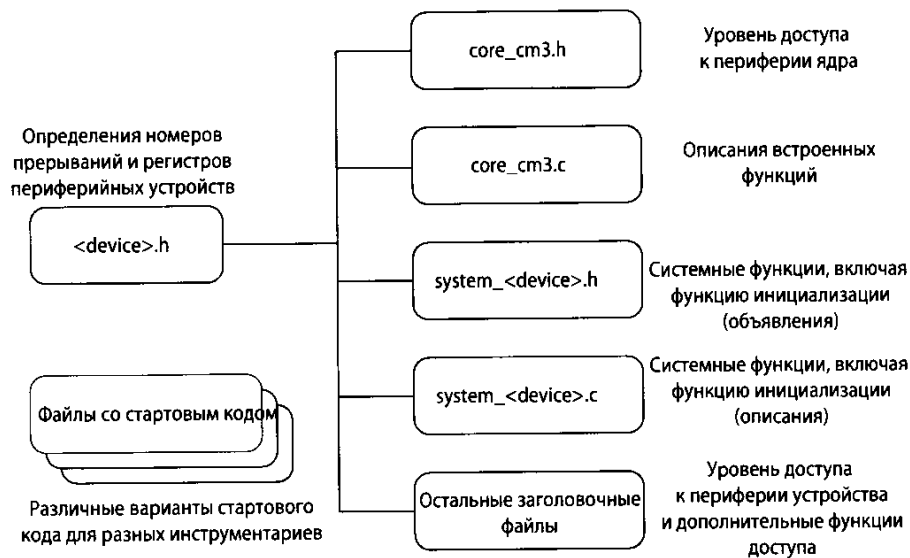 Определения номеров
прерываний и регистров
периферийных устройств
<device>.h
Файлы со стартовым кодом
Различные варианты стартового
кода для разных инструментариев
core_cm3.h
Уровень доступа
к периферии ядра
core_cm3.c
Описания встроенных
функций
system_<device>.h
Системные функции, включая
функцию инициализации
(объявления)
system_<device>.c
Системные функции, включая
функцию инициализации
(описания)
Остальные заголовочные
файлы
Уровень доступа
к периферии устройства
и дополнительные функции
доступа